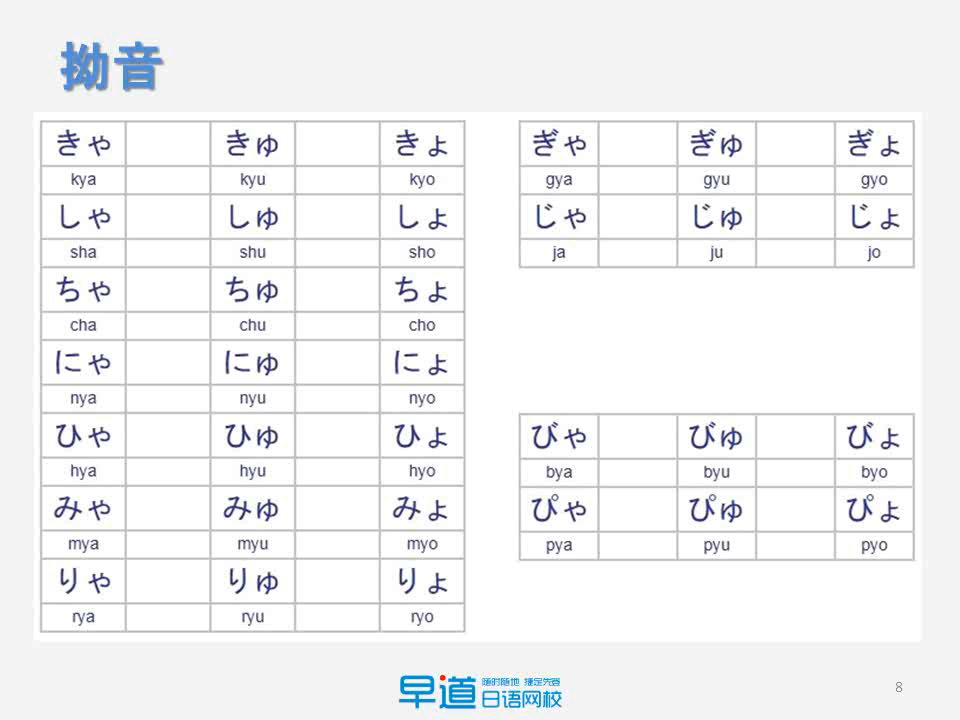 拗音
きゃ きゅ きょ
kya kyu kyo
しゃ しゅ しょ
sha shu sho
ちゃ ちゅ ちょ
cha chu cho
にゃ にゅ にょ
nya nyu nyo
ひゃ ひゅ ひょ
hya hyu hyo
みゃ みゅ みょ
mya myu myo
りゃ りゅ りょ
rya ryu ryo
ぎゃ ぎゅ ぎょ
gya gyu gyo
じゃ じゅ じょ
ja ju jo
びゃ びゅ びょ
bya byu byo
ぴゃ ぴゅ ぴょ
pya pyu pyo
早道
随时随地 抢定先要
日语网校
8